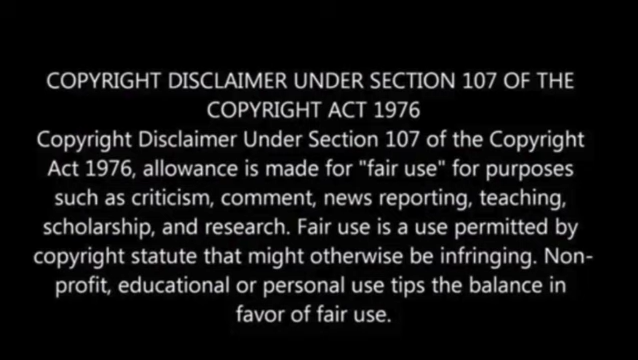 COPYRIGHT DISCLAIMER UNDER SECTION 107 OF THE
COPYRIGHT ACT 1976
Copyright Disclaimer Under Section 107 of the Copyright
Act 1976, allowance is made for "fair use" for purposes
such as criticism, comment, news reporting, teaching,
scholarship, and research. Fair use is a use permitted by
copyright statute that might otherwise be infringing. Non-
profit, educational or personal use tips the balance in
favor of fair use.